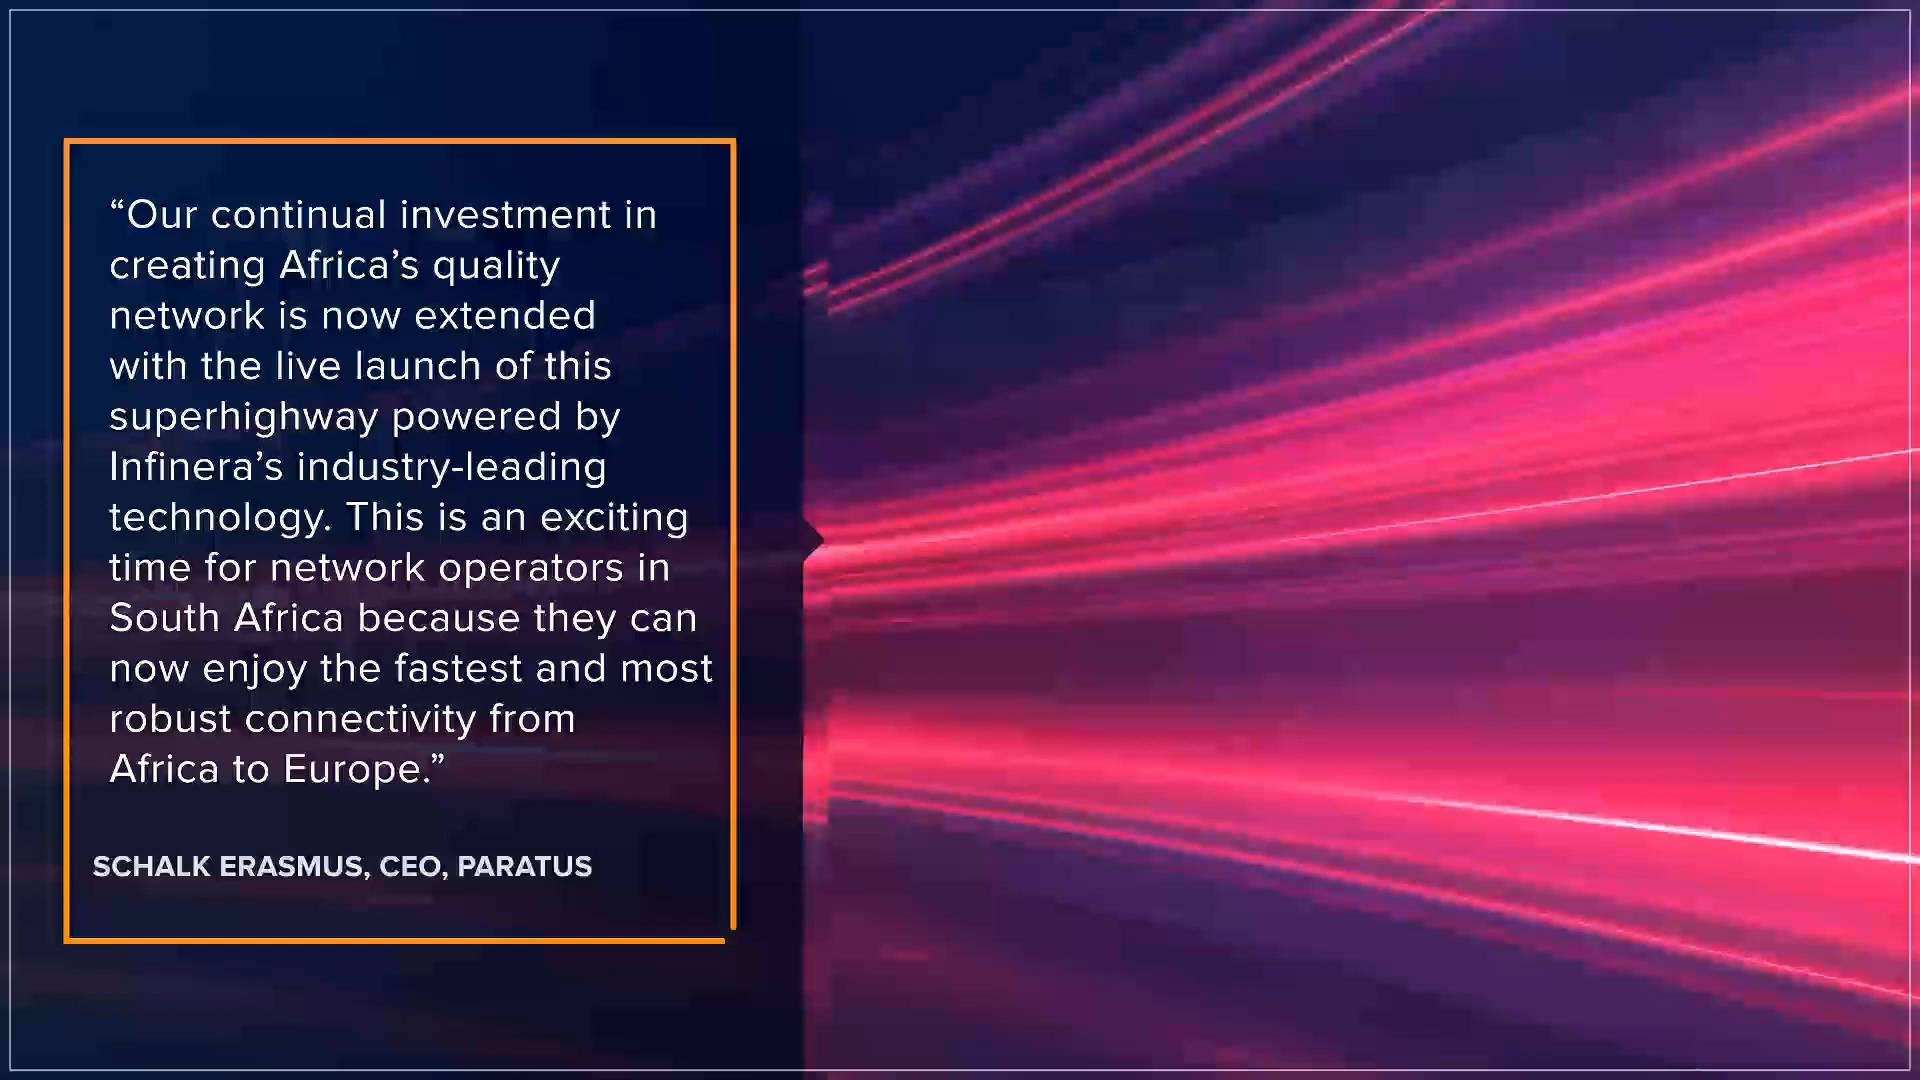 “Our continual investment in
creating Africa’s quality
network is now extended
with the live launch of this
superhighway powered by
Infinera’s industry-leading
technology. This is an exciting
time for network operators in
South Africa because they can
now enjoy the fastest and most
robust connectivity from
Africa to Europe.”
SCHALK ERASMUS, CEO, PARATUS